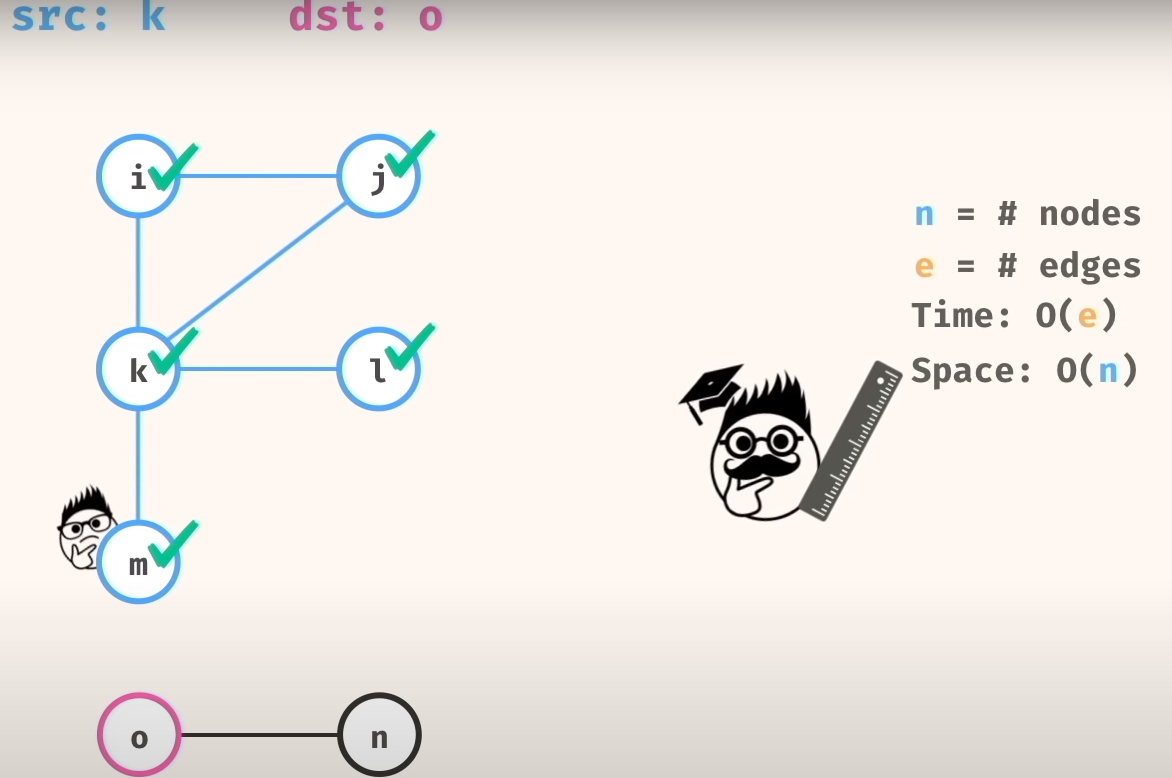 src: k dst: o
i j
k l
m
o n
n = # nodes
e = # edges
Time: O(e)
Space: O(n)